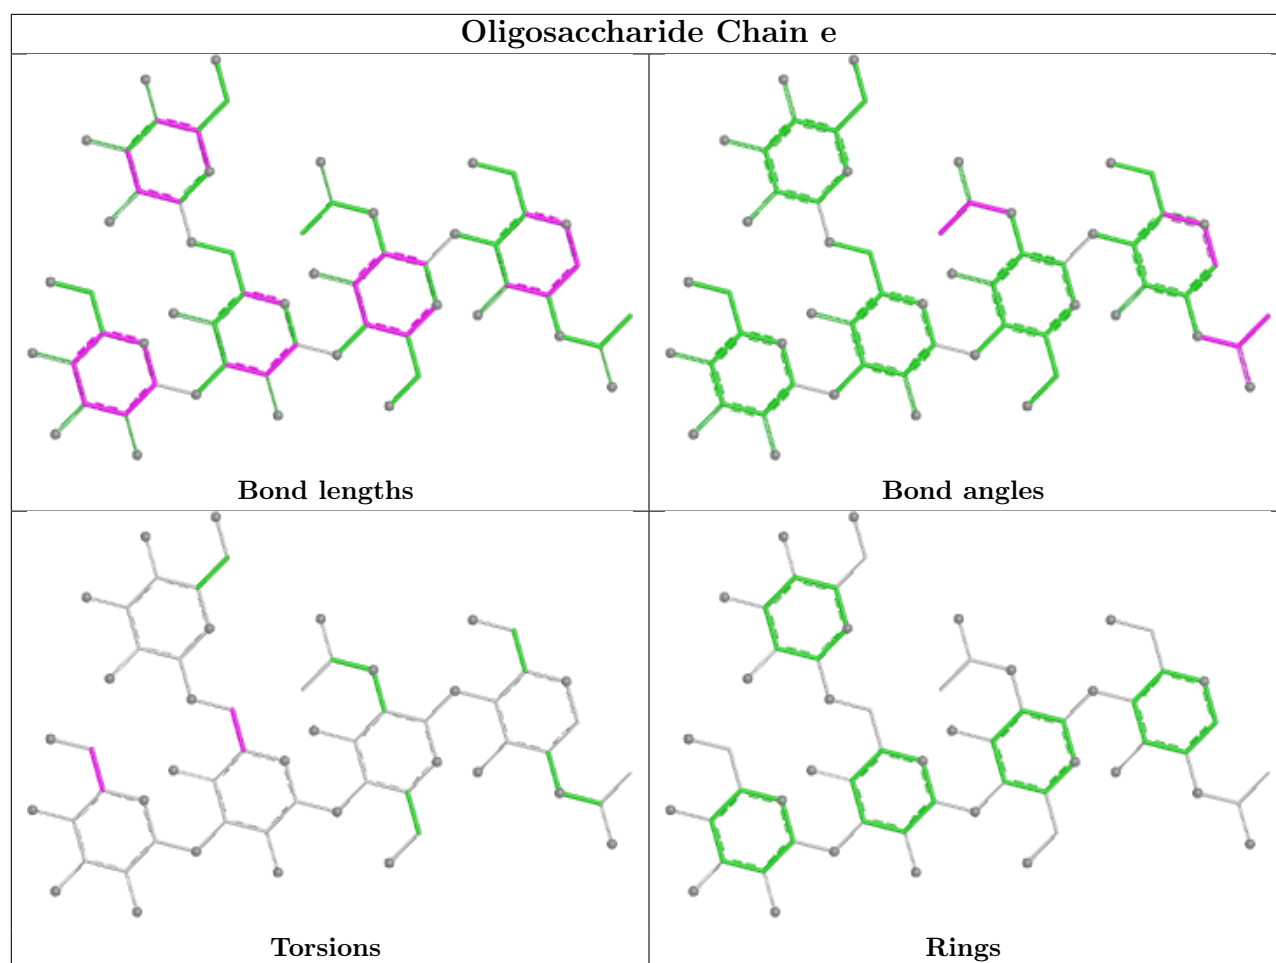 Oligosaccharide Chain e
Bond lengths
Bond angles
Torsions
Rings